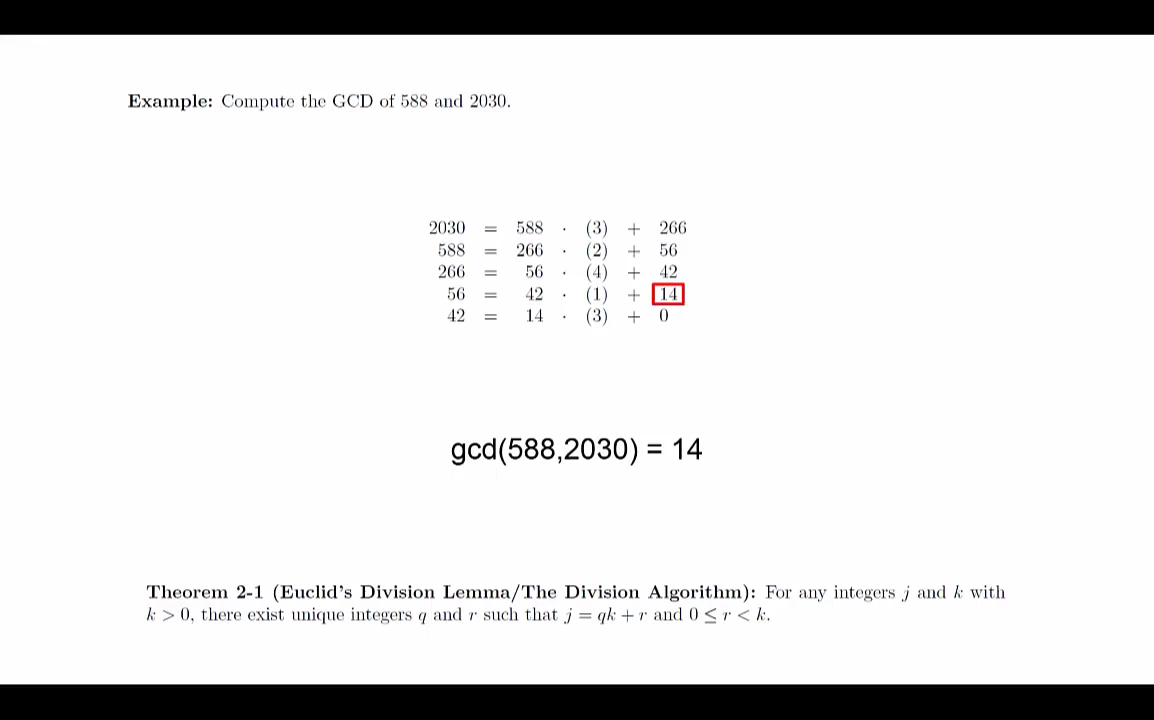 Example: Compute the GCD of 588 and 2030.
2030 = 588 · (3) + 266
588 = 266 · (2) + 56
266 = 56 · (4) + 42
56 = 42 · (1) + 14
42 = 14 · (3) + 0
gcd(588,2030) = 14
Theorem 2-1 (Euclid's Division Lemma/The Division Algorithm): For any integers j and k with
k > 0, there exist unique integers q and r such that j = qk + r and 0 ≤ r < k.